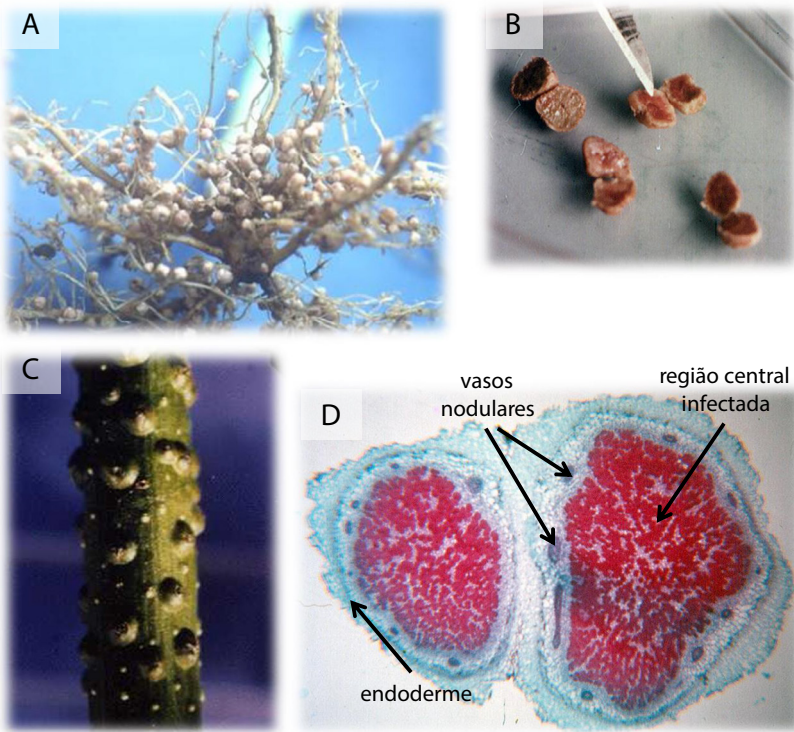 A
B
C
D
vasos
nodulares
região central
infectada
endoderme